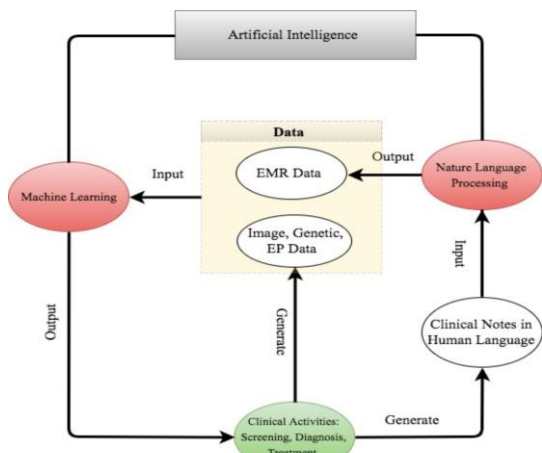 Artificial Intelligence
Data
EMR Data
Output
Nature Language
Processing
Input
Machine Learning
Image, Genetic,
EP Data
Input
Output
Generate
Clinical Notes in
Human Language
Clinical Activities:
Screening, Diagnosis,
Treatment
Generate